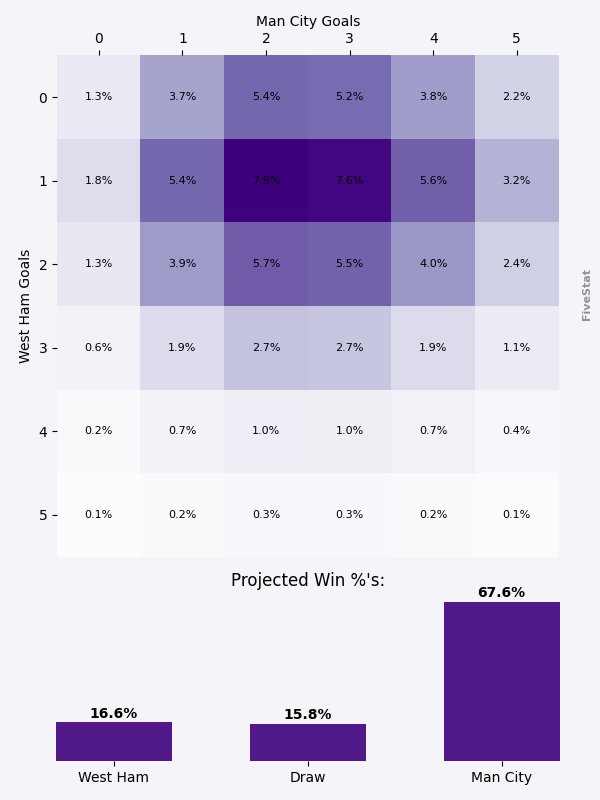 Man City Goals
0 1 2 3 4 5
West Ham Goals
0 1.3% 3.7% 5.4% 5.2% 3.8% 2.2%
1 1.8% 5.4% 7.8% 7.6% 5.6% 3.2%
2 1.3% 3.9% 5.7% 5.5% 4.0% 2.4%
3 0.6% 1.9% 2.7% 2.7% 1.9% 1.1%
4 0.2% 0.7% 1.0% 1.0% 0.7% 0.4%
5 0.1% 0.2% 0.3% 0.3% 0.2% 0.1%
FiveStat
Projected Win %'s:
16.6% 15.8% 67.6%
West Ham Draw Man City